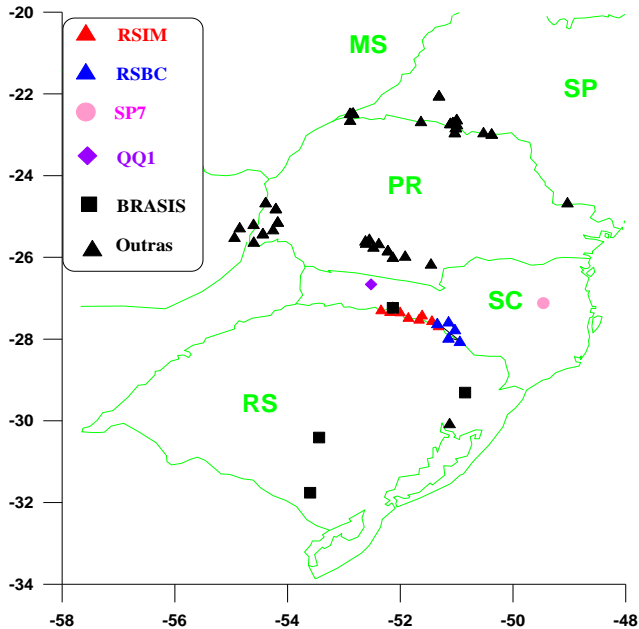 -20
-22
-24
-26
-28
-30
-32
-34
RSIM
RSBC
SP7
QQ1
BRASIS
Outras
MS
SP
PR
SC
RS
-58
-56
-54
-52
-50
-48